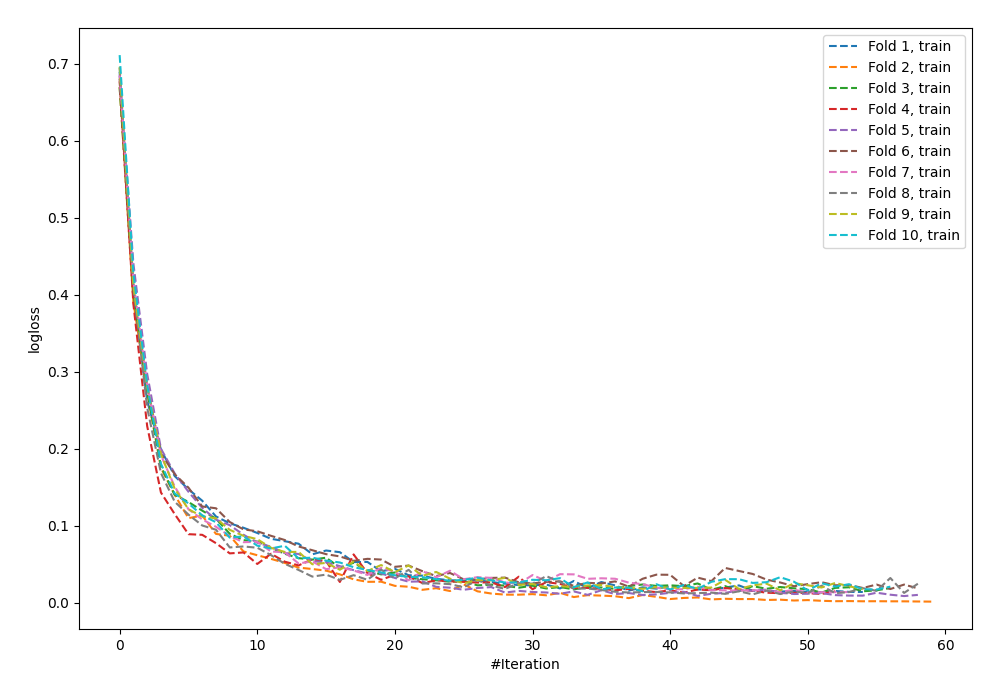 0.7
0.6
0.5
0.4
0.3
0.2
0.1
0.0
logloss
0 10 20 30 40 50 60
#Iteration
Fold 1, train
Fold 2, train
Fold 3, train
Fold 4, train
Fold 5, train
Fold 6, train
Fold 7, train
Fold 8, train
Fold 9, train
Fold 10, train